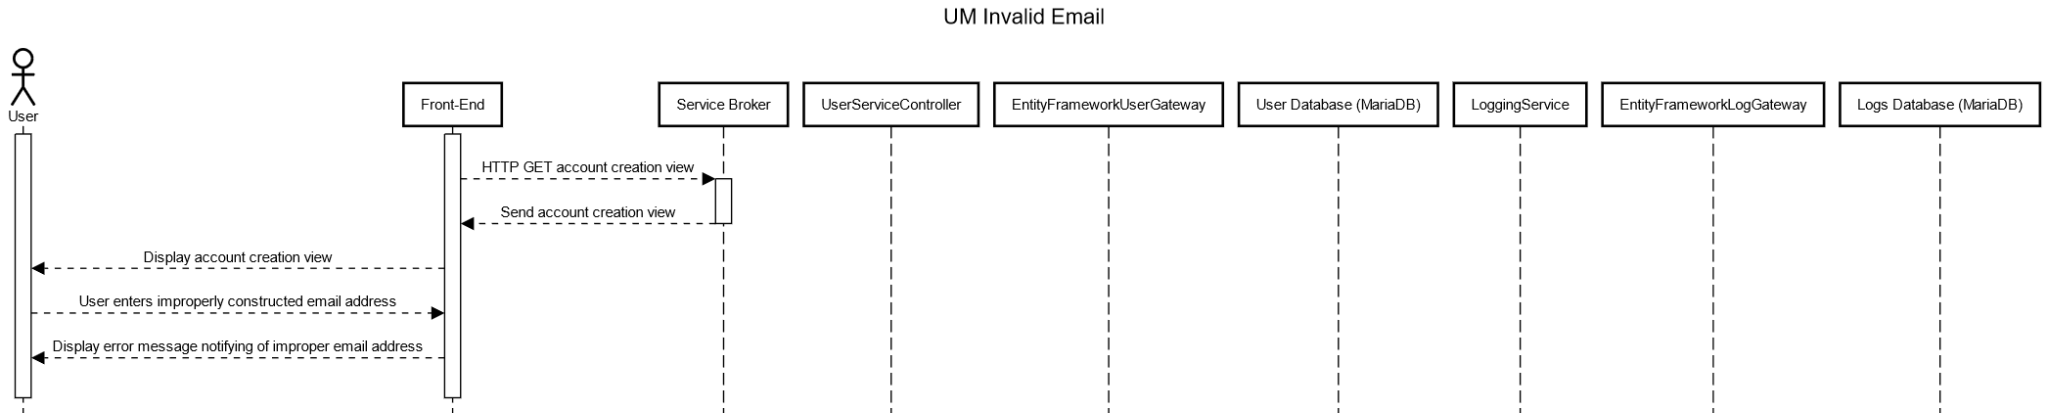 UM Invalid Email
User
Front-End
Service Broker
UserServiceController
EntityFrameworkUserGateway
User Database (MariaDB)
LoggingService
EntityFrameworkLogGateway
Logs Database (MariaDB)
HTTP GET account creation view
Send account creation view
Display account creation view
User enters improperly constructed email address
Display error message notifying of improper email address